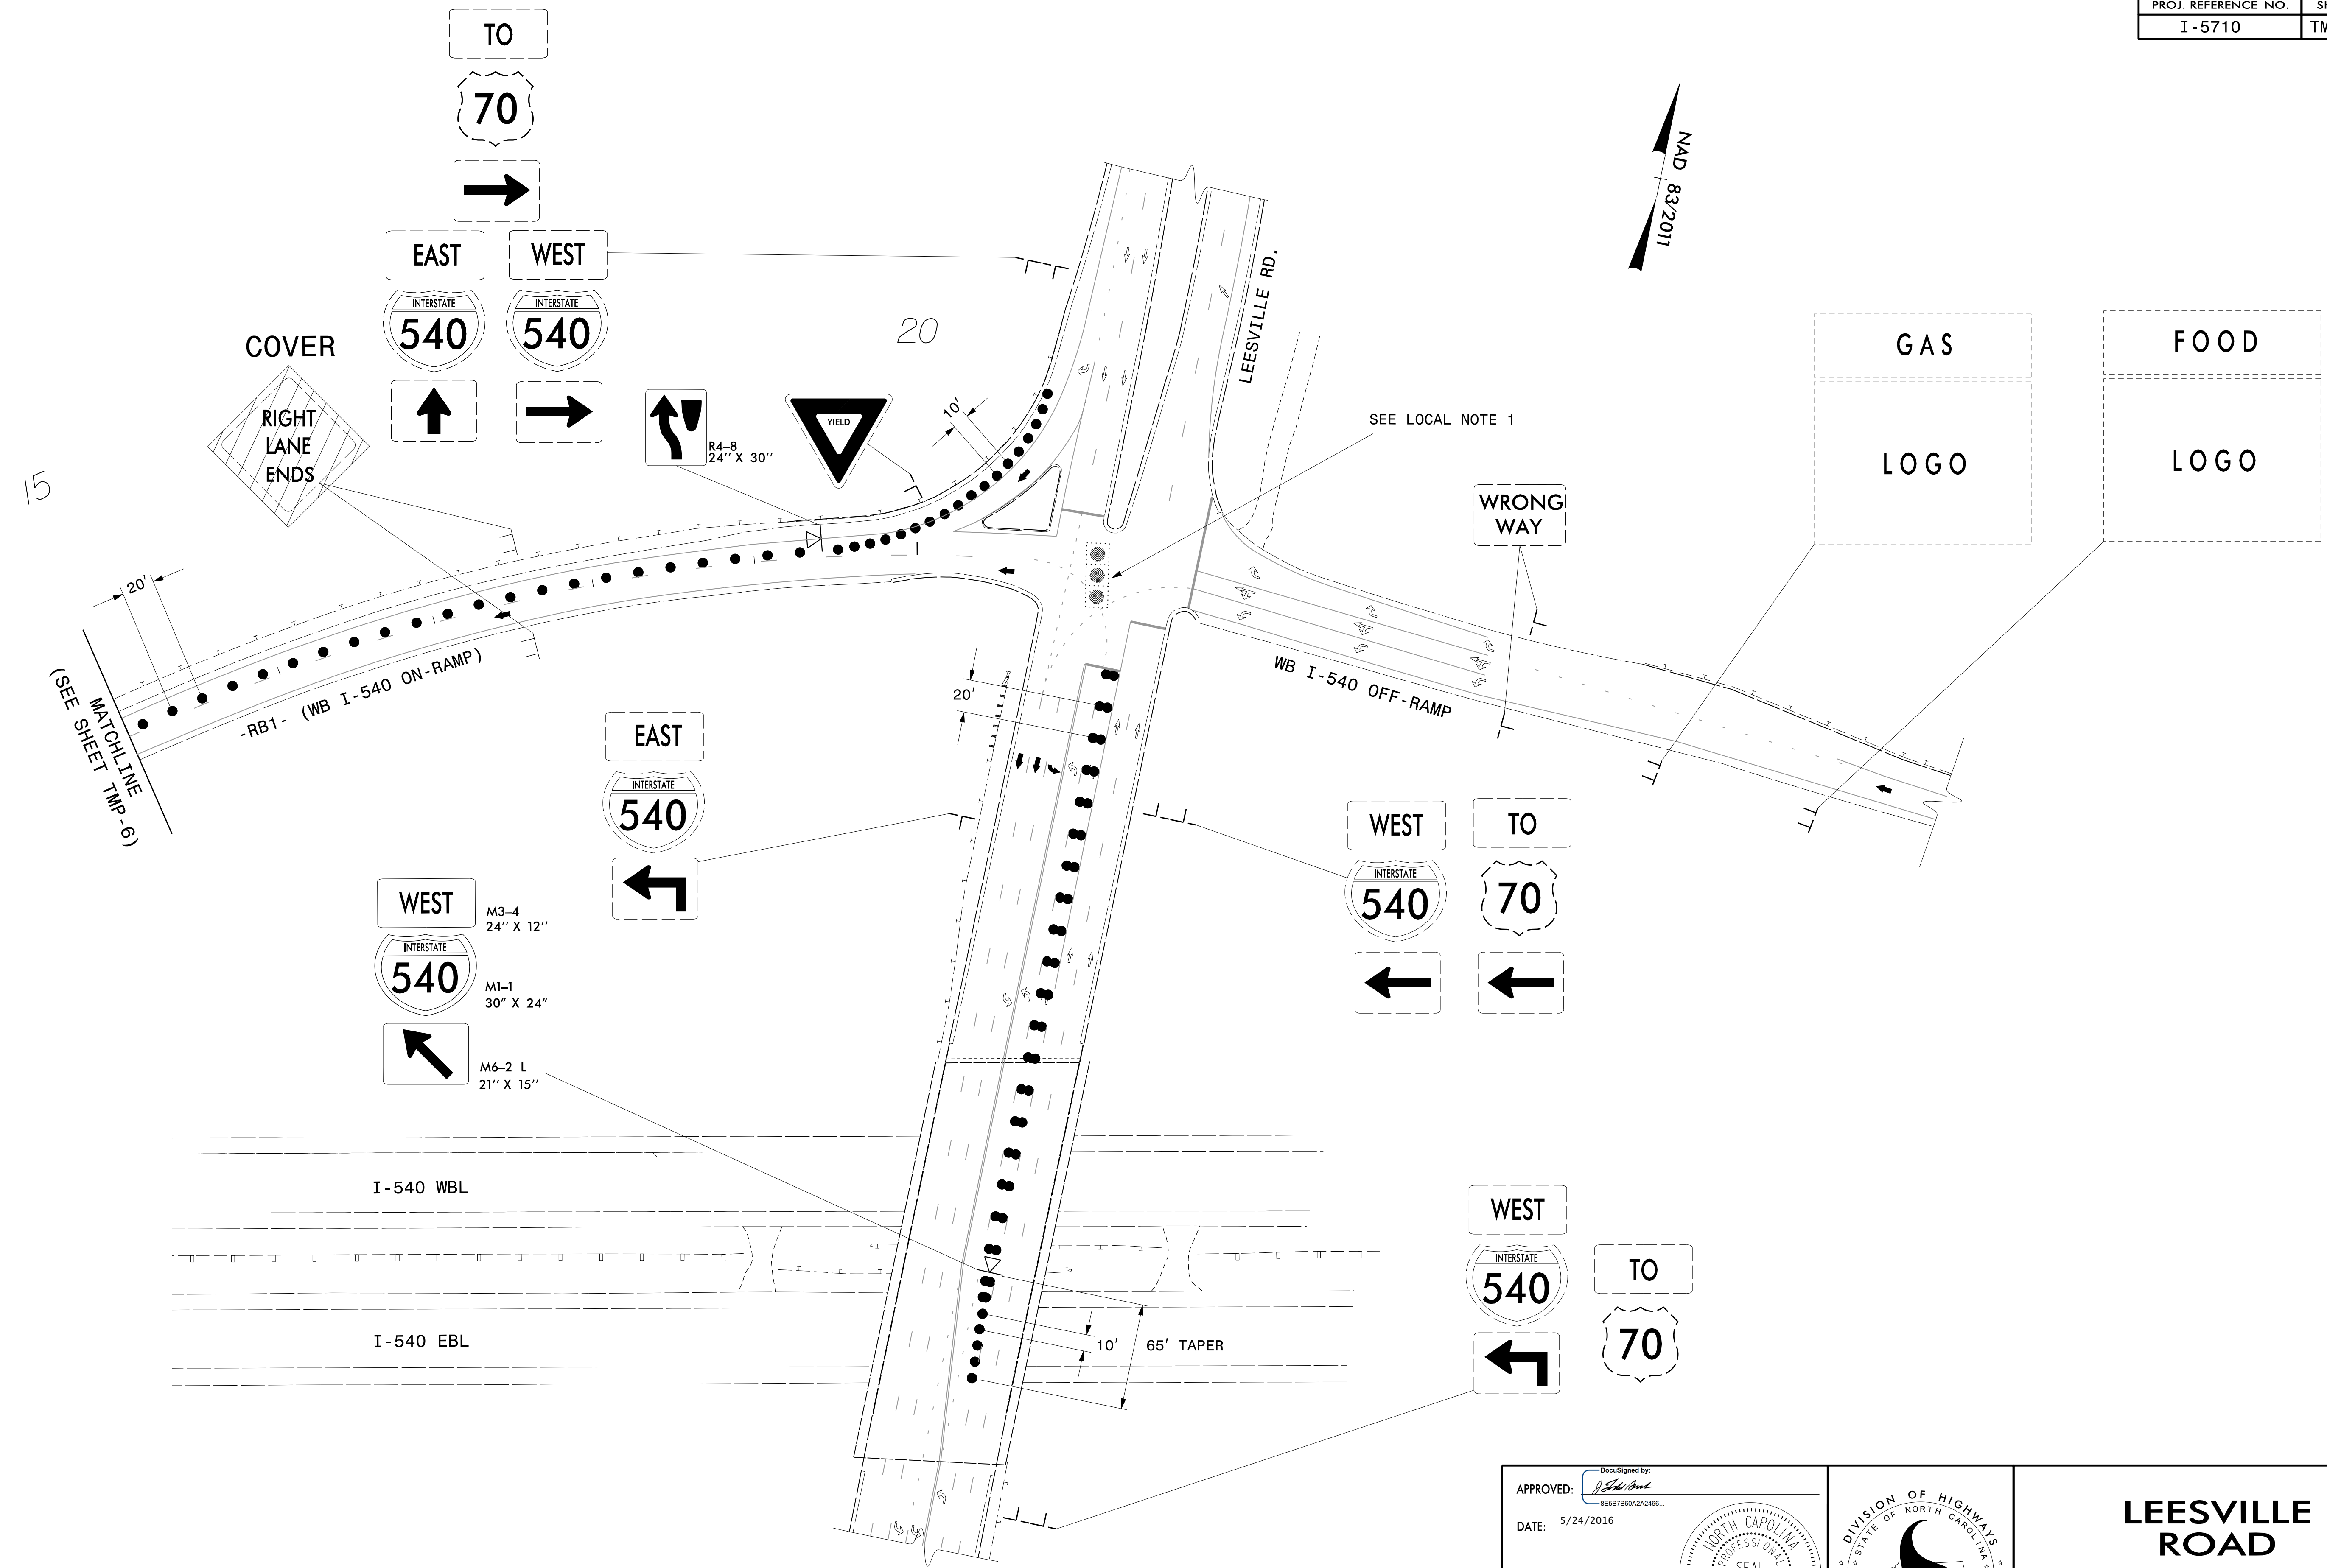 PROJ. REFERENCE NO.
I-5710
TO
70
EAST
WEST
INTERSTATE
540
INTERSTATE
540
COVER
RIGHT
LANE
ENDS
R4-8
24'' X 30''
YIELD
10'
20
15
20'
MATCHLINE
(SEE SHEET TMP-6)
-RB1- (WB I-540 ON-RAMP)
LEESVILLE RD.
NAD 83/2011
SEE LOCAL NOTE 1
WRONG
WAY
GAS
LOGO
FOOD
LOGO
WB I-540 OFF-RAMP
20'
EAST
INTERSTATE
540
WEST
M3-4
24'' X 12''
INTERSTATE
540
M1-1
30" X 24"
M6-2 L
21'' X 15''
WEST
INTERSTATE
540
TO
70
I-540 WBL
I-540 EBL
10'
65' TAPER
WEST
INTERSTATE
540
TO
70
APPROVED:
DocuSigned by:
8E5B7B60A2A2466...
DATE: 5/24/2016
NORTH CAROLINA
PROFESSIONAL
SEAL
DIVISION OF HIGHWAYS
STATE OF NORTH CAROLINA
LEESVILLE
ROAD